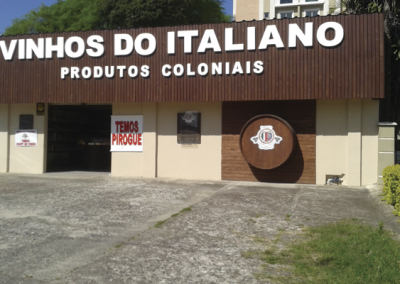 VINHOS DO ITALIANO
PRODUTOS COLONIAIS
TEMOS
PIROGUE